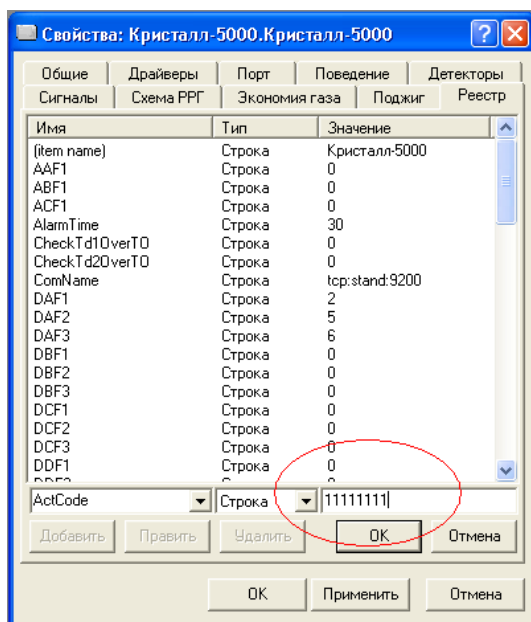 Свойства: Кристалл-5000.Кристалл-5000
Общие Драйверы Порт Поведение Детекторы
Сигналы Схема РРГ Экономия газа Поджиг Реестр
Имя Тип Значение
(item name) Строка Кристалл-5000
AAF1 Строка 0
ABF1 Строка 0
ACF1 Строка 0
AlarmTime Строка 30
CheckTd1OverTO Строка 0
CheckTd2OverTO Строка 0
ComName Строка tcp:stand:9200
DAF1 Строка 2
DAF2 Строка 5
DAF3 Строка 6
DBF1 Строка 0
DBF2 Строка 0
DBF3 Строка 0
DCF1 Строка 0
DCF2 Строка 0
DCF3 Строка 0
DDF1 Строка 0
ActCode Строка 11111111
Добавить Править Удалить OK Отмена
OK Применить Отмена